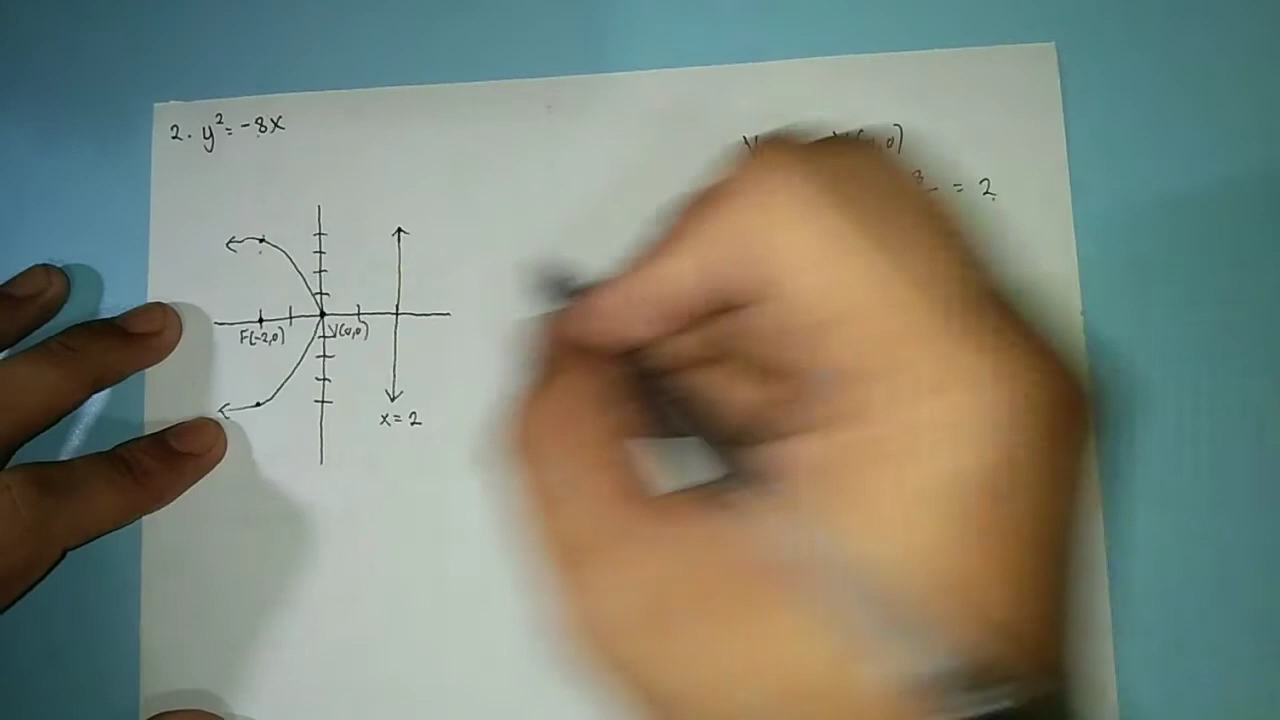 2. y²= -8x
= 2
F(-2,0)
V(0,0)
x= 2